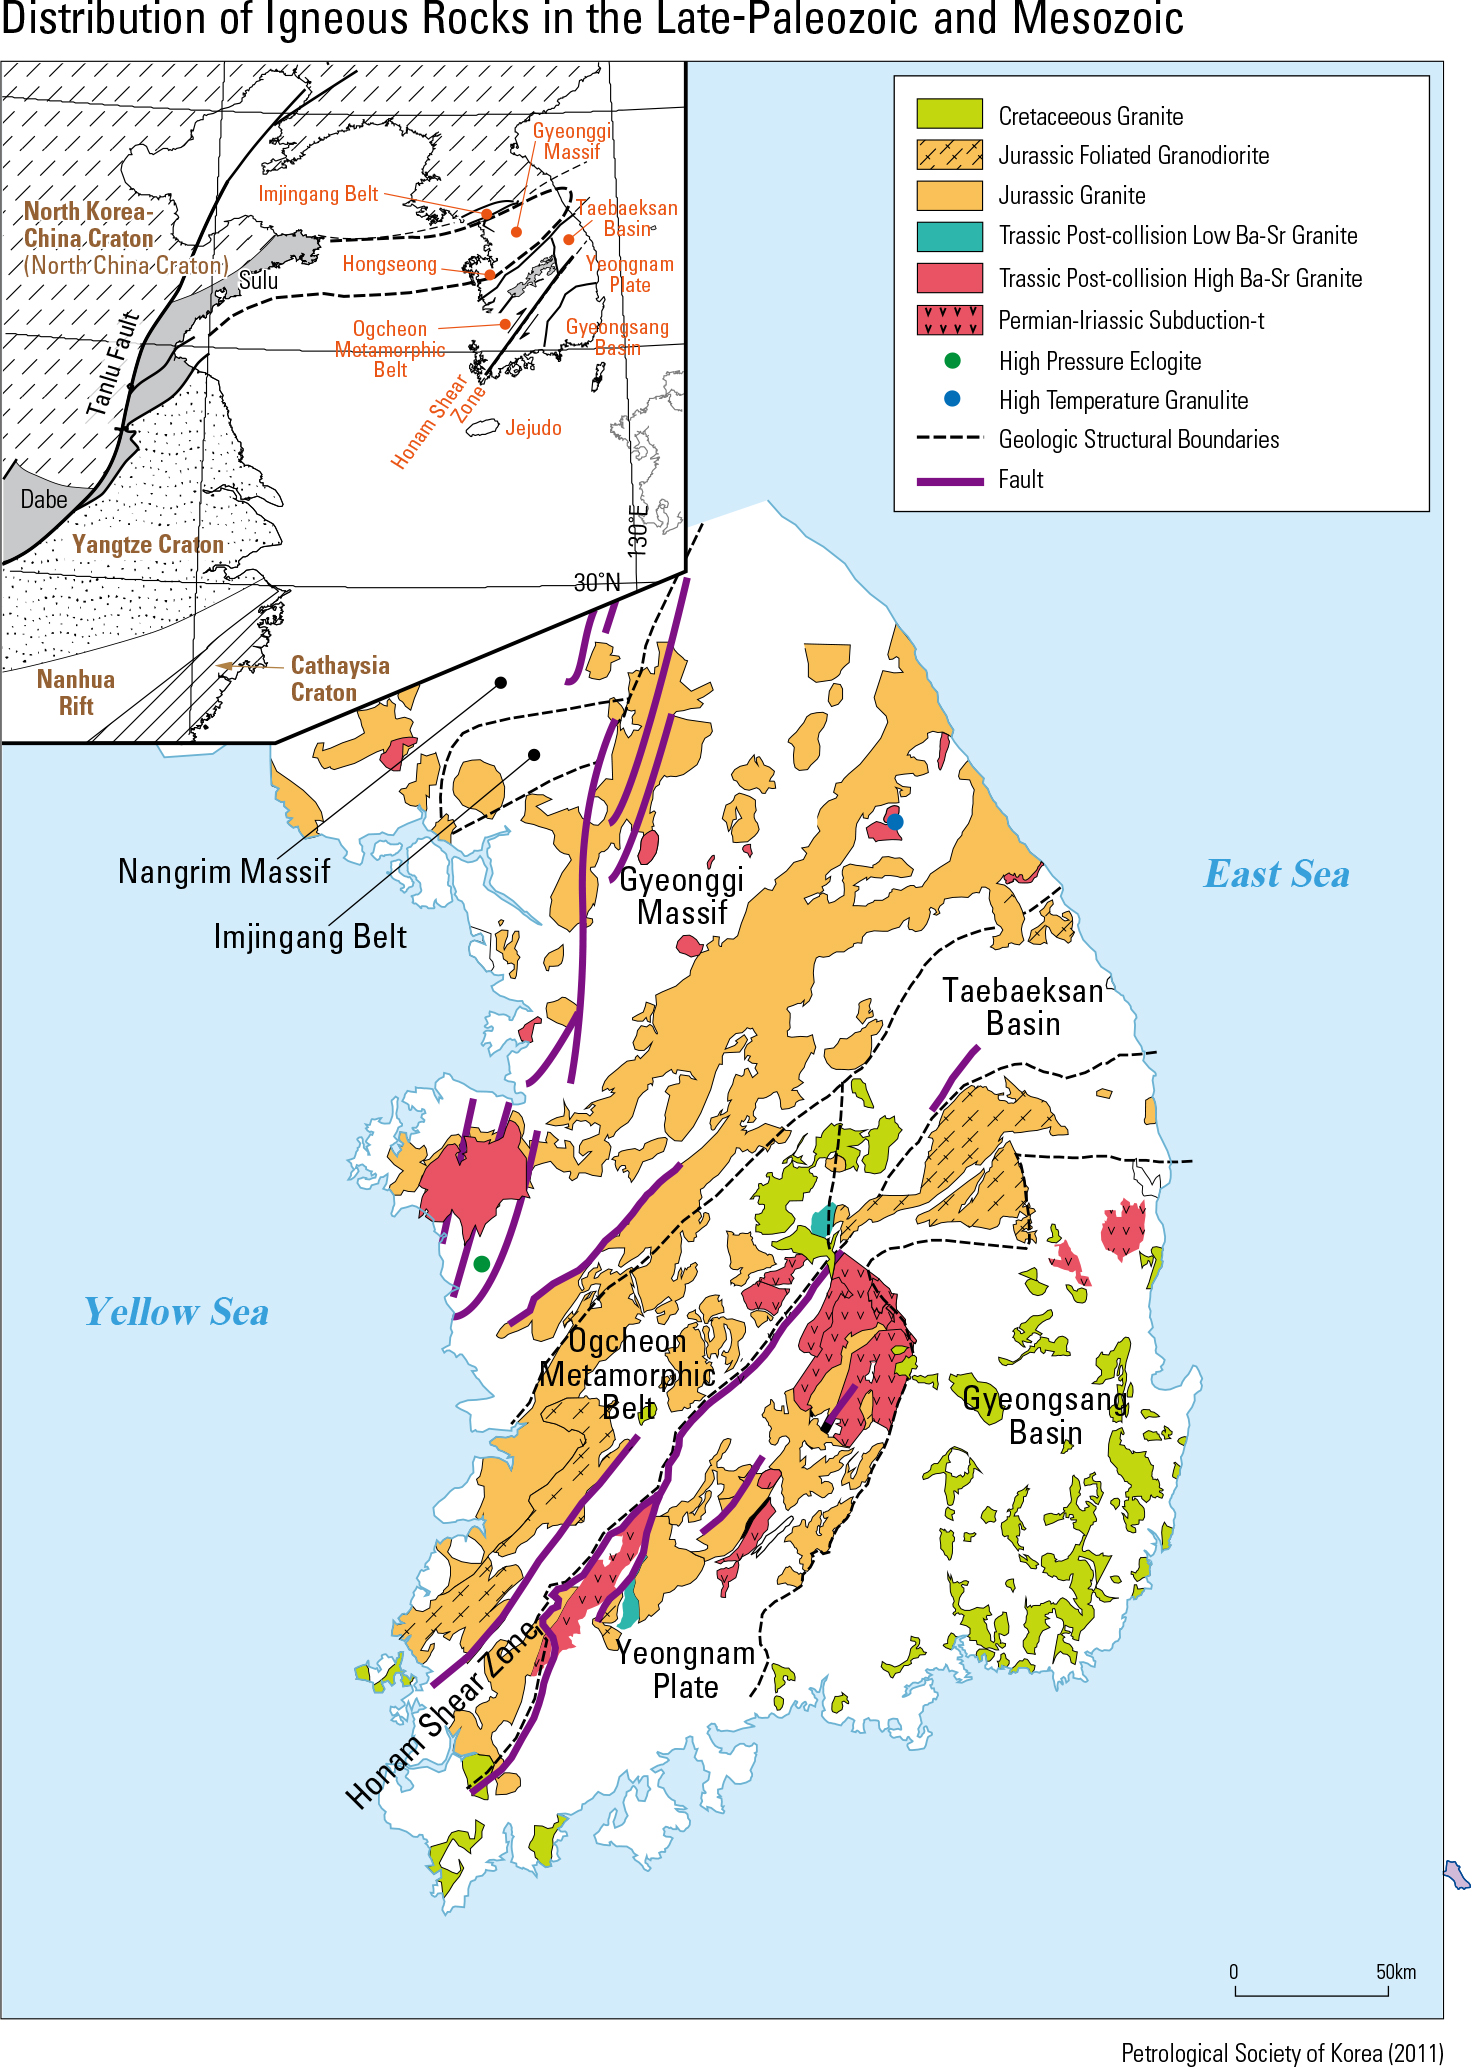 Distribution of Igneous Rocks in the Late-Paleozoic and Mesozoic
Gyeonggi
Massif
Imjingang Belt
Taebaeksan
Basin
North Korea-
China Craton
(North China Craton)
Hongseong
Yeongnam
Plate
Sulu
Ogcheon
Metamorphic
Belt
Gyeongsang
Basin
Tanlu Fault
Honam Shear
Zone
Jejudo
Dabe
Yangtze Craton
130°E
30°N
Nanhua
Rift
Cathaysia
Craton
Cretaceeous Granite
Jurassic Foliated Granodiorite
Jurassic Granite
Trassic Post-collision Low Ba-Sr Granite
Trassic Post-collision High Ba-Sr Granite
Permian-Iriassic Subduction-t
High Pressure Eclogite
High Temperature Granulite
Geologic Structural Boundaries
Fault
Nangrim Massif
Imjingang Belt
Gyeonggi
Massif
East Sea
Taebaeksan
Basin
Yellow Sea
Ogcheon
Metamorphic
Belt
Gyeongsang
Basin
Yeongnam
Plate
Honam Shear Zone
0
50km
Petrological Society of Korea (2011)